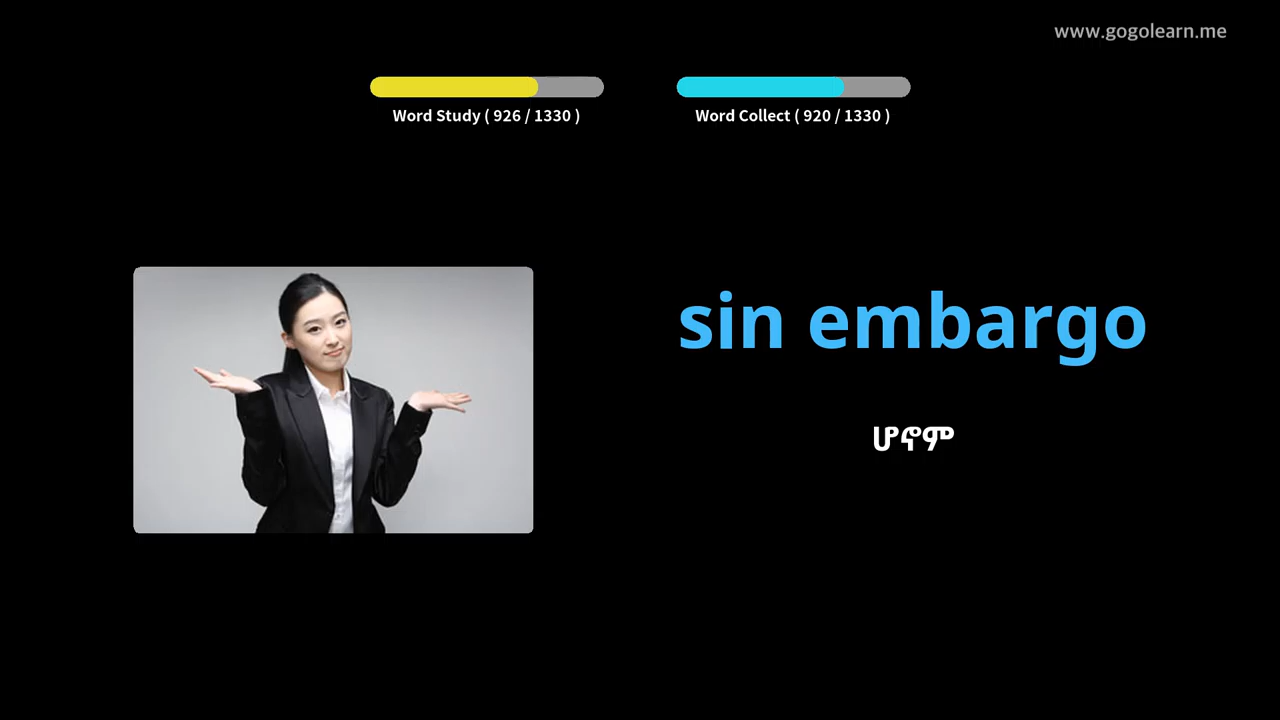 www.gogolearn.me
Word Study ( 926 / 1330 )
Word Collect ( 920 / 1330 )
sin embargo
ሆኖም